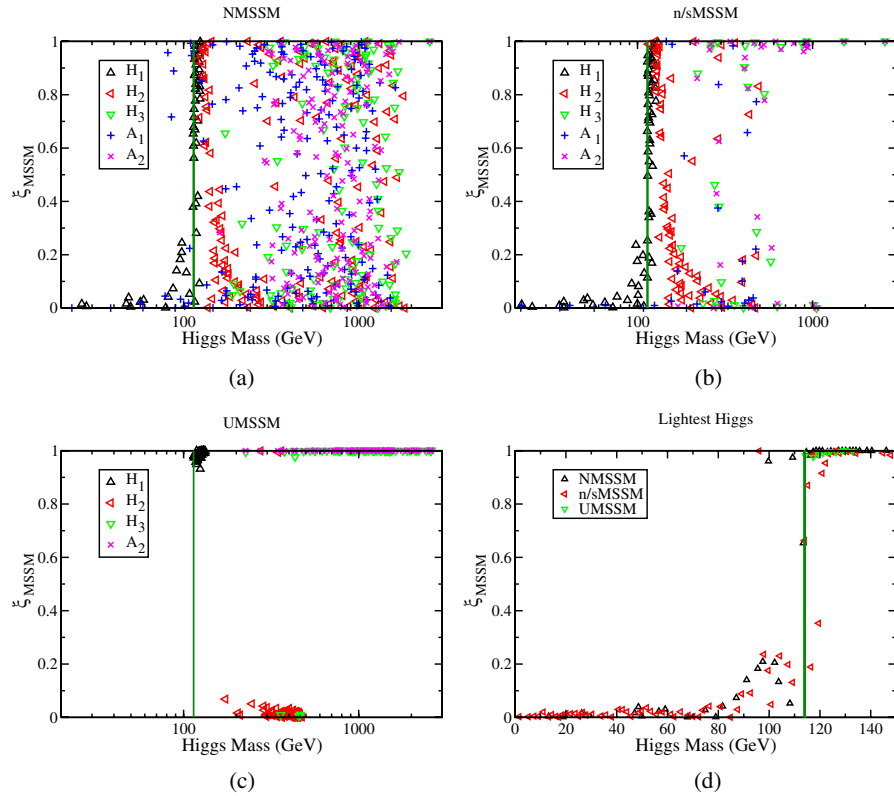 NMSSM
1
0.8
0.6
0.4
0.2
0
ξMSSM
H1
H2
H3
A1
A2
100
1000
Higgs Mass (GeV)
(a)
n/sMSSM
1
0.8
0.6
0.4
0.2
0
ξMSSM
H1
H2
H3
A1
A2
100
1000
Higgs Mass (GeV)
(b)
UMSSM
1
0.8
0.6
0.4
0.2
0
ξMSSM
H1
H2
H3
A2
100
1000
Higgs Mass (GeV)
(c)
Lightest Higgs
1
0.8
0.6
0.4
0.2
0
ξMSSM
NMSSM
n/sMSSM
UMSSM
0 20 40 60 80 100 120 140
Higgs Mass (GeV)
(d)